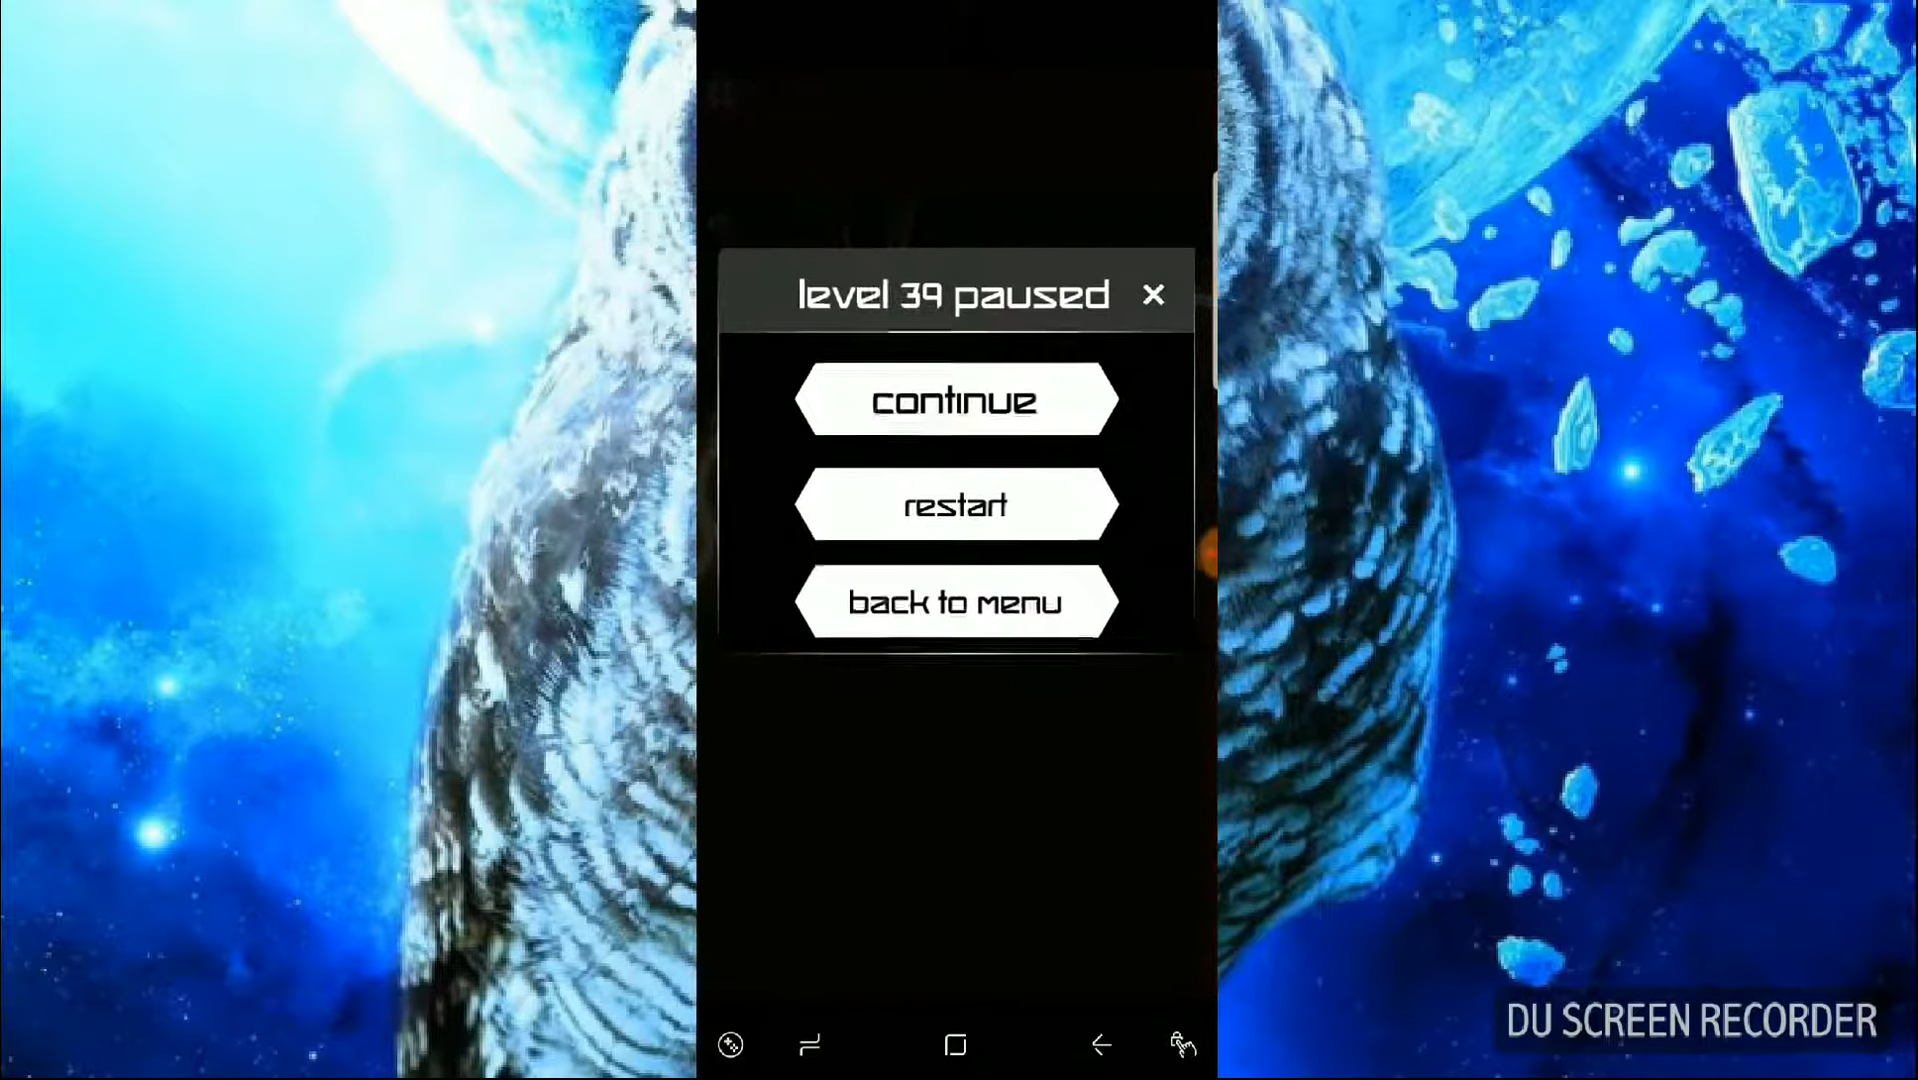 level 39 paused
continue
restart
back to menu
DU SCREEN RECORDER